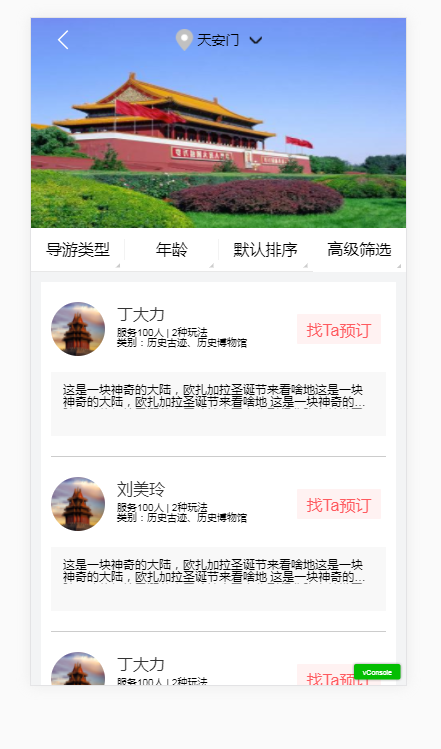 天安门
导游类型 年龄 默认排序 高级筛选
丁大力
服务100人 | 2种玩法
类别：历史古迹、历史博物馆
找Ta预订
这是一块神奇的大陆，欧扎加拉圣诞节来看啥地这是一块
神奇的大陆，欧扎加拉圣诞节来看啥地 这是一块神奇的...
刘美玲
服务100人 | 2种玩法
类别：历史古迹、历史博物馆
找Ta预订
这是一块神奇的大陆，欧扎加拉圣诞节来看啥地这是一块
神奇的大陆，欧扎加拉圣诞节来看啥地 这是一块神奇的...
丁大力
服务100人 | 2种玩法
找Ta预订
vConsole